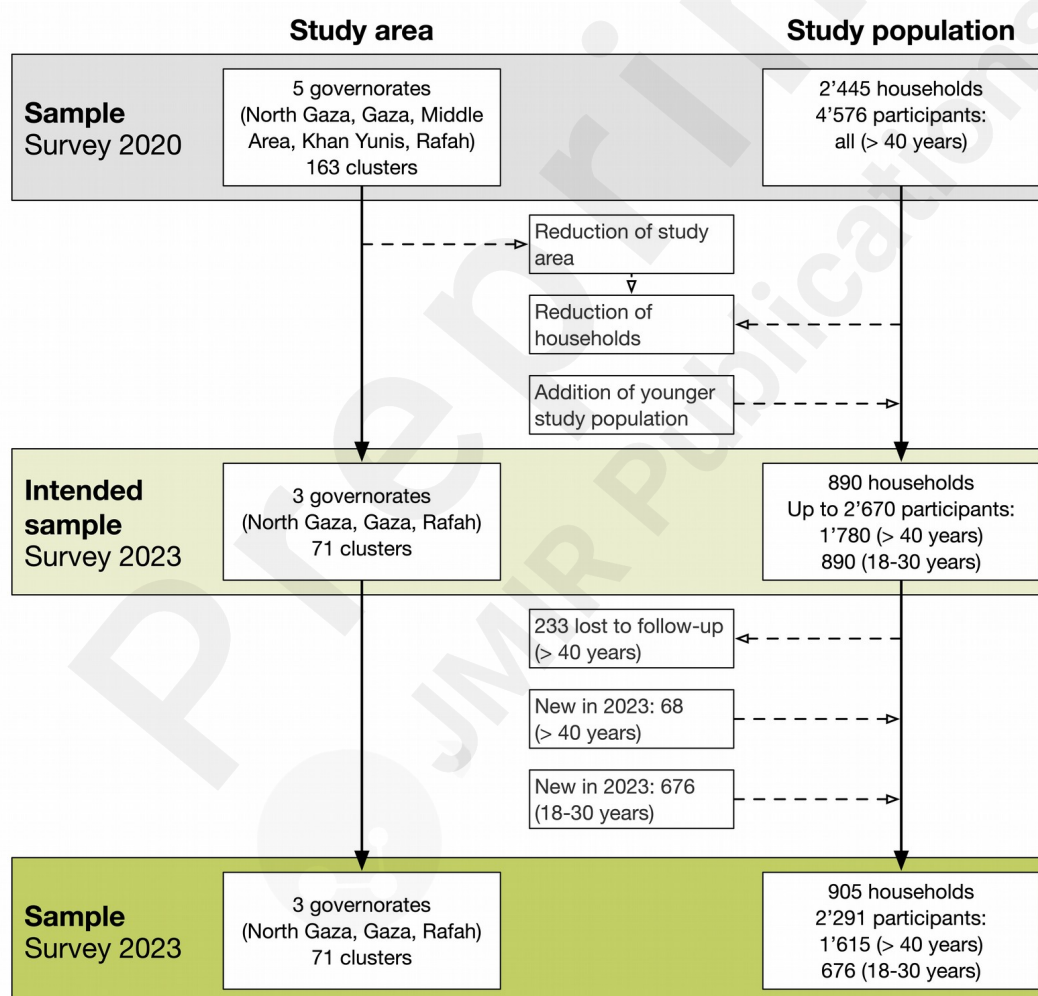 Study area
Study population
Sample
Survey 2020
5 governorates
(North Gaza, Gaza, Middle
Area, Khan Yunis, Rafah)
163 clusters
2’445 households
4’576 participants:
all (> 40 years)
Reduction of study
area
Reduction of
households
Addition of younger
study population
Intended
sample
Survey 2023
3 governorates
(North Gaza, Gaza, Rafah)
71 clusters
890 households
Up to 2’670 participants:
1’780 (> 40 years)
890 (18-30 years)
233 lost to follow-up
(> 40 years)
New in 2023: 68
(> 40 years)
New in 2023: 676
(18-30 years)
Sample
Survey 2023
3 governorates
(North Gaza, Gaza, Rafah)
71 clusters
905 households
2’291 participants:
1’615 (> 40 years)
676 (18-30 years)
Preprin
JMIR Publications